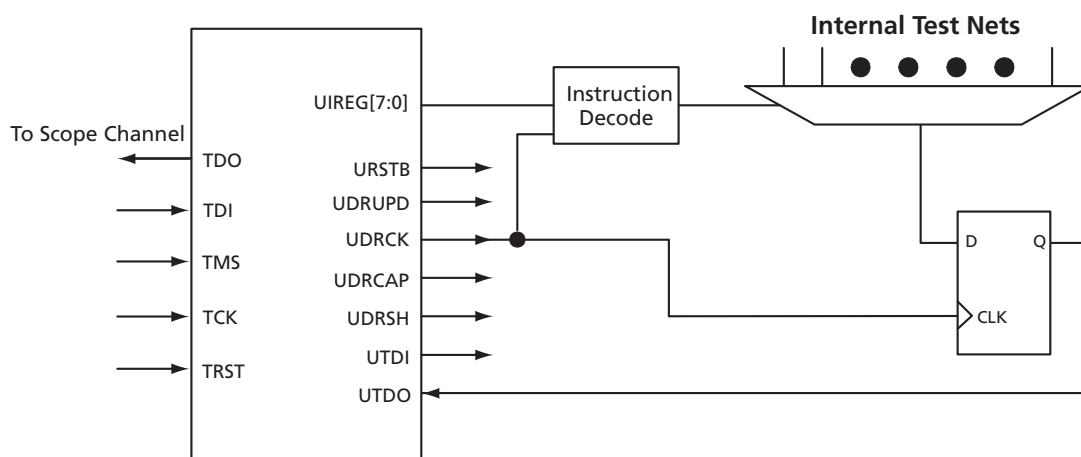 Internal Test Nets
UIREG[7:0]
Instruction
Decode
To Scope Channel
TDO
URSTB
TDI
UDRUPD
UDRCK
D
Q
TMS
UDRCAP
TCK
UDRSH
CLK
UTDI
TRST
UTDO